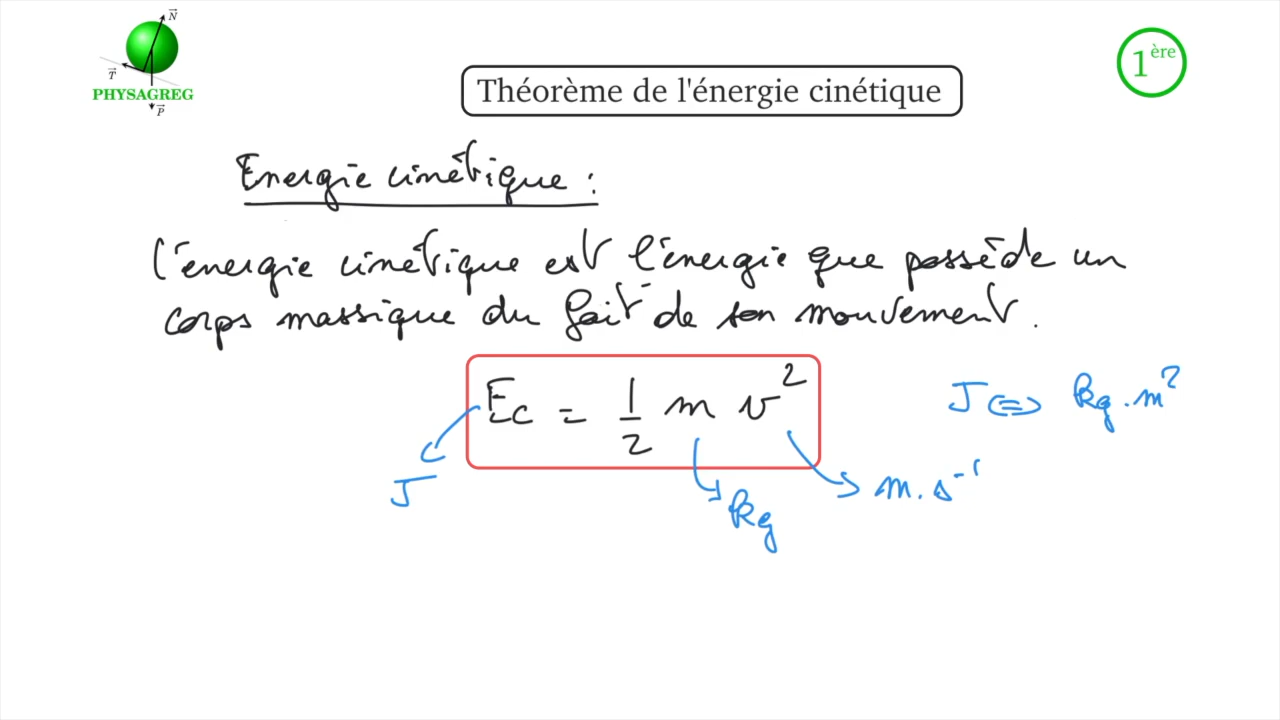 N
T
PHYSAGREG
P
1ère
Théorème de l'énergie cinétique
Energie cinétique :
L'énergie cinétique est l'énergie que possède un
corps massique du fait de son mouvement.
Ec = 1/2 m v²
J <=> kg.m²
J
kg
m.s⁻¹